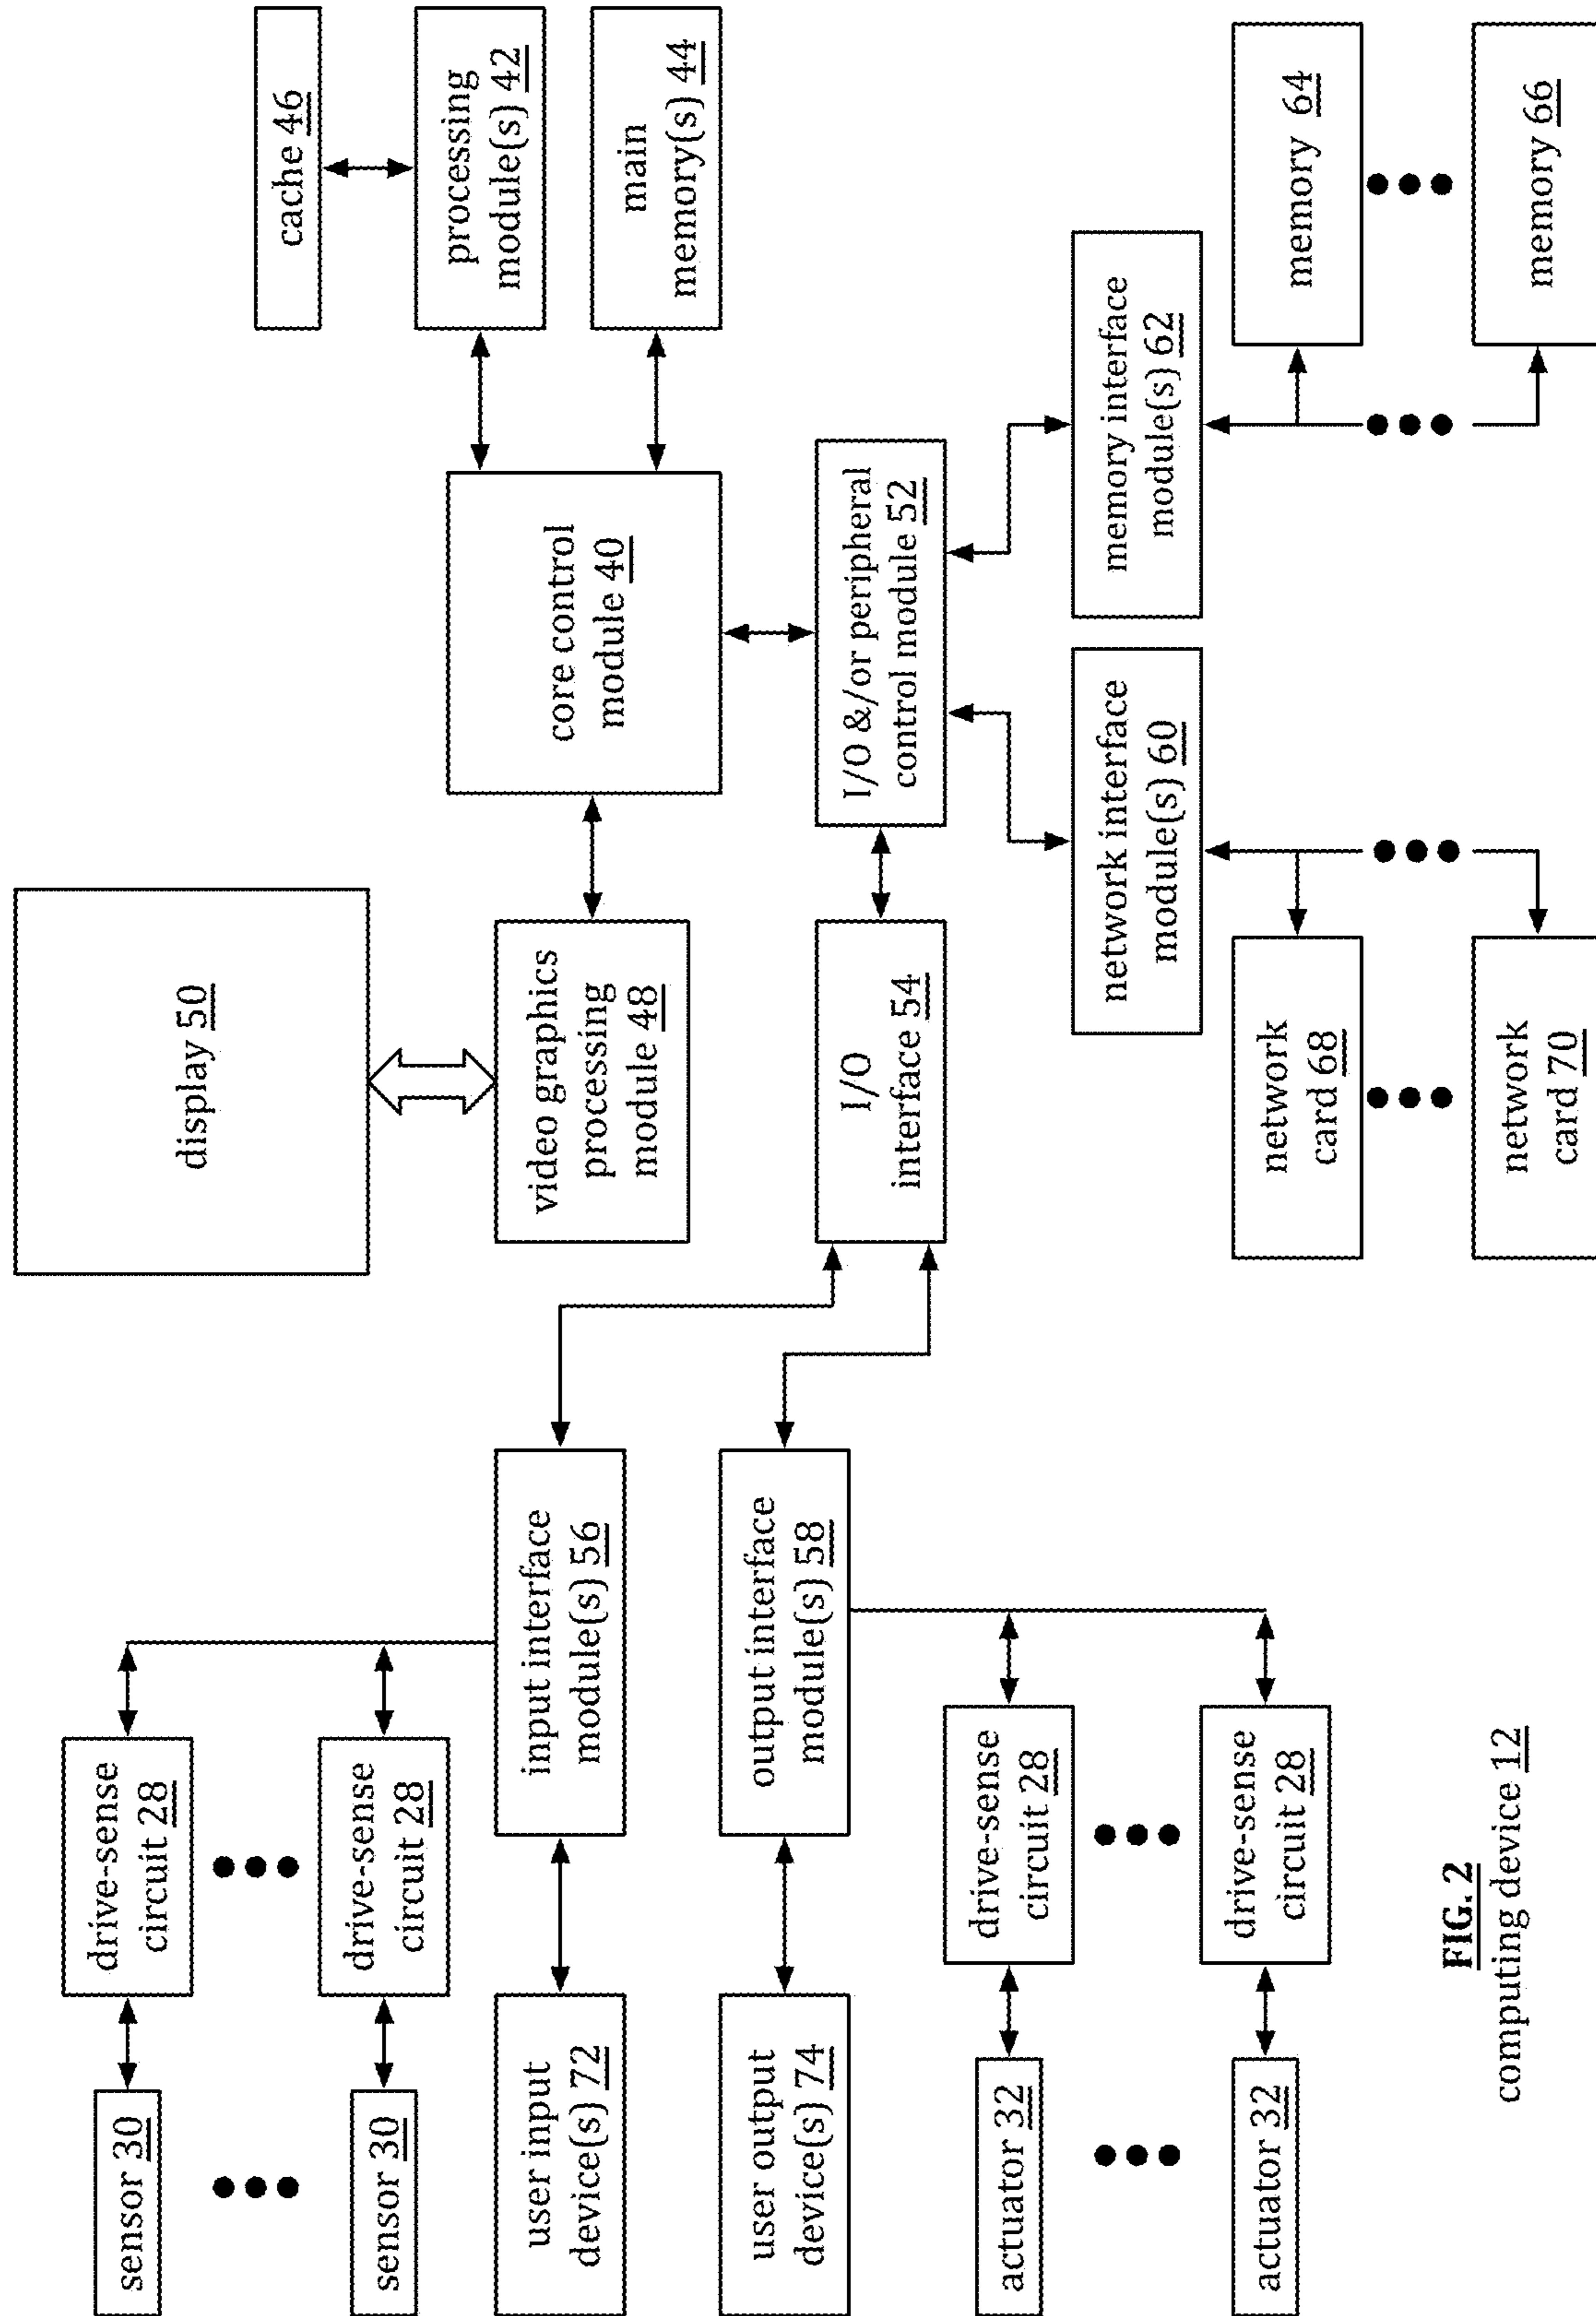 display 50
cache 46
processing
module(s) 42
main
memory(s) 44
core control
module 40
video graphics
processing
module 48
I/O &/or peripheral
control module 52
I/O
interface 54
memory interface
module(s) 62
network interface
module(s) 60
memory 64
memory 66
network
card 68
network
card 70
sensor 30
drive-sense
circuit 28
sensor 30
drive-sense
circuit 28
user input
device(s) 72
input interface
module(s) 56
user output
device(s) 74
output interface
module(s) 58
actuator 32
drive-sense
circuit 28
actuator 32
drive-sense
circuit 28
FIG. 2
computing device 12